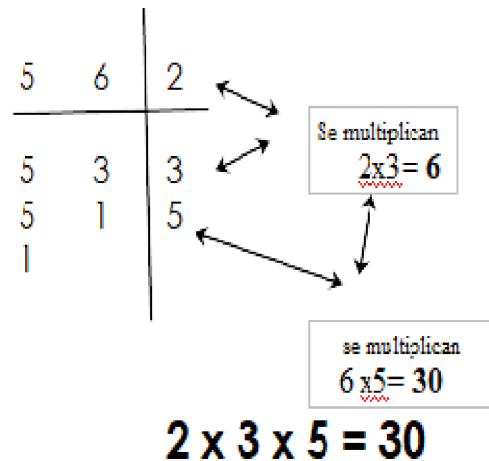 5 6 2
5 3 3
5 1 5
1
Se multiplican
2x3= 6
se multiplican
6 x5= 30
2 x 3 x 5 = 30